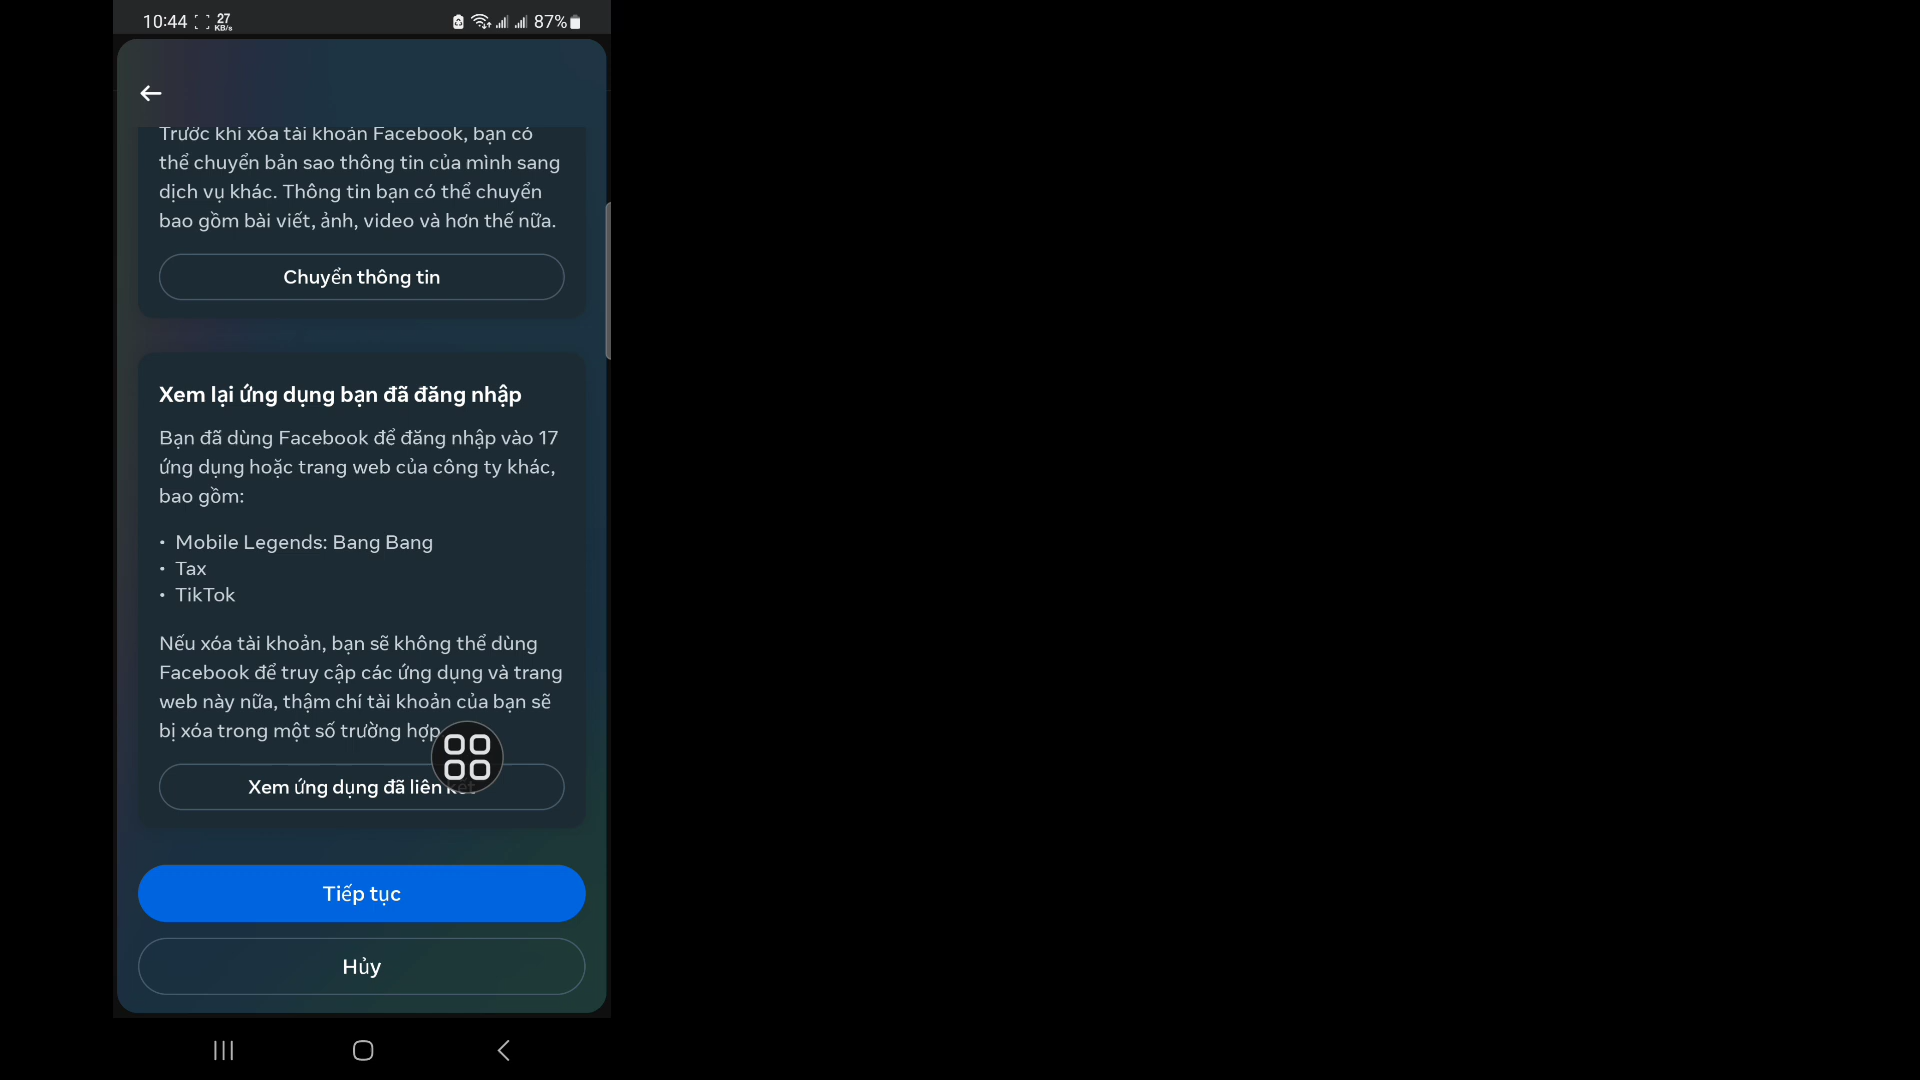 10:44 27 KB/s 87%
Trước khi xóa tài khoản Facebook, bạn có
thể chuyển bản sao thông tin của mình sang
dịch vụ khác. Thông tin bạn có thể chuyển
bao gồm bài viết, ảnh, video và hơn thế nữa.
Chuyển thông tin
Xem lại ứng dụng bạn đã đăng nhập
Bạn đã dùng Facebook để đăng nhập vào 17
ứng dụng hoặc trang web của công ty khác,
bao gồm:
• Mobile Legends: Bang Bang
• Tax
• TikTok
Nếu xóa tài khoản, bạn sẽ không thể dùng
Facebook để truy cập các ứng dụng và trang
web này nữa, thậm chí tài khoản của bạn sẽ
bị xóa trong một số trường hợp
Xem ứng dụng đã liên kết
Tiếp tục
Hủy